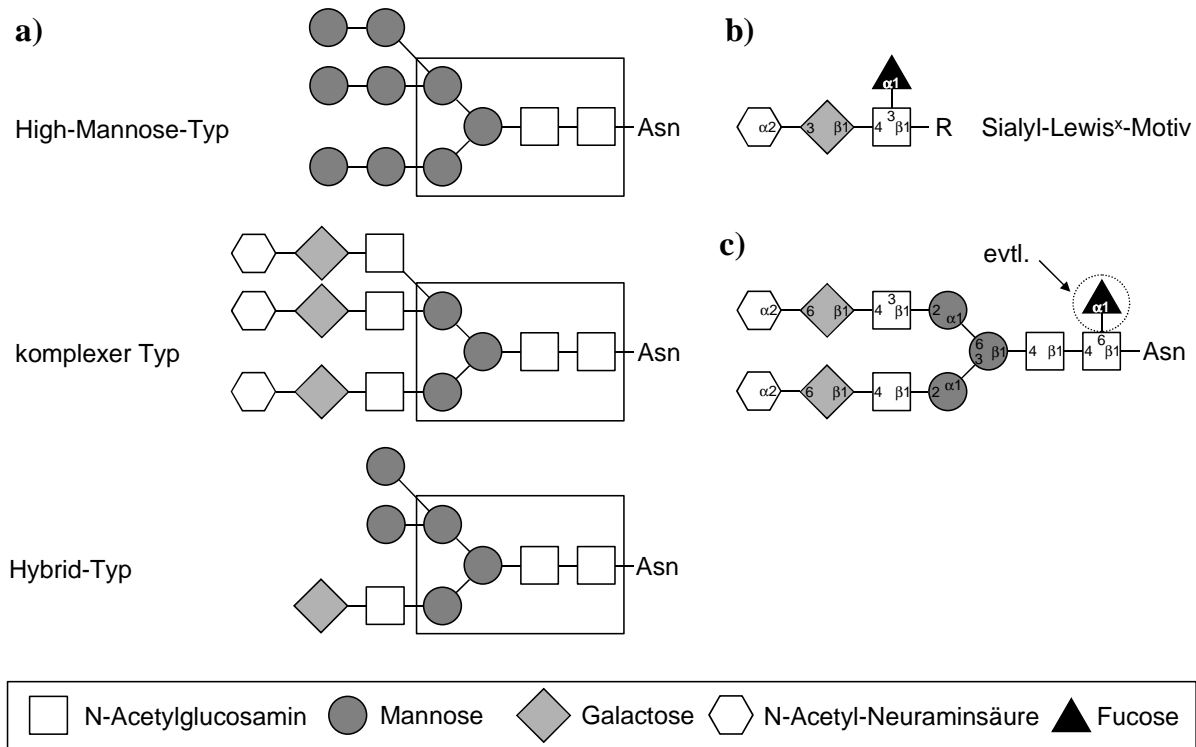 a)
High-Mannose-Typ
Asn
komplexer Typ
Asn
Hybrid-Typ
Asn
b)
α1
α2 3 β1 4 3 β1 R Sialyl-Lewisˣ-Motiv
c)
evtl.
α1
α2 6 β1 4 3 β1 2 α1
6 3 β1 4 β1 4 6 β1 Asn
α2 6 β1 4 β1 2 α1
N-Acetylglucosamin Mannose Galactose N-Acetyl-Neuraminsäure Fucose